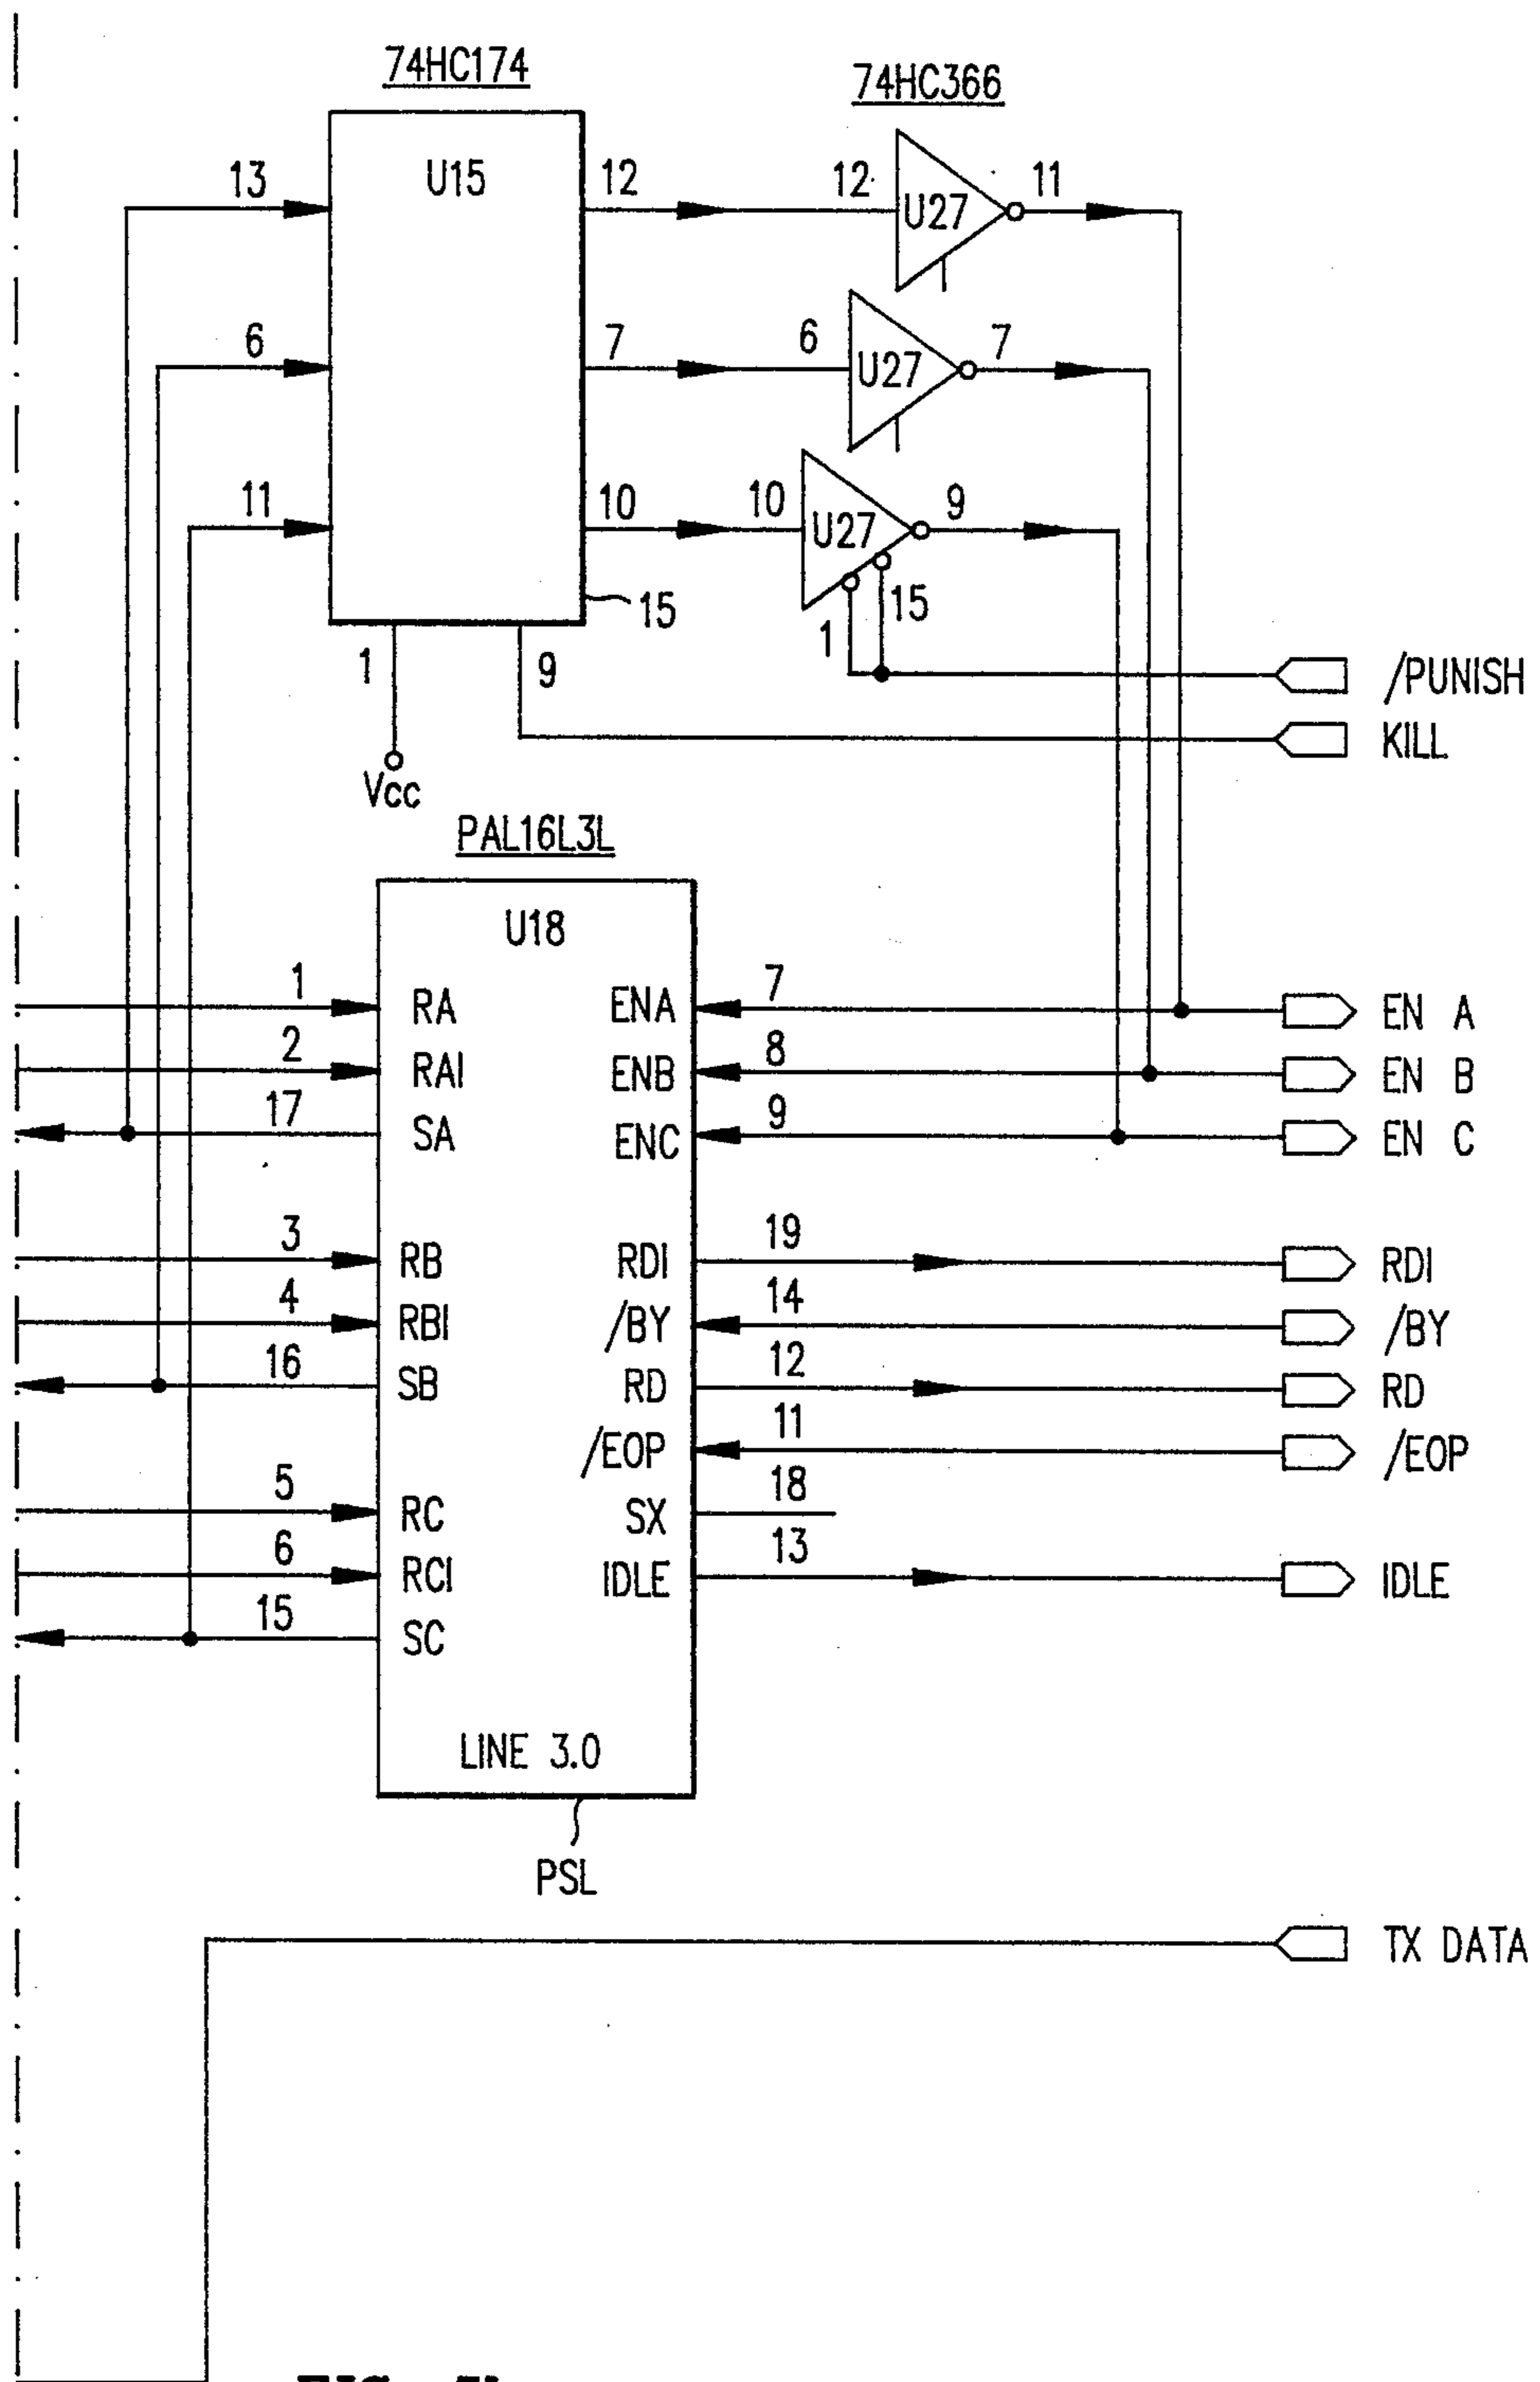 74HC174
74HC366
U15
13
12
12
U27
11
6
7
6
U27
7
11
10
10
U27
9
15
1
15
1
9
/PUNISH
KILL
Vcc
PAL16L3L
U18
1
RA
ENA
7
EN A
2
RAI
ENB
8
EN B
17
SA
ENC
9
EN C
3
RB
RDI
19
RDI
4
RBI
/BY
14
/BY
16
SB
RD
12
RD
/EOP
11
/EOP
5
RC
SX
18
6
RCI
IDLE
13
IDLE
15
SC
LINE 3.0
PSL
TX DATA